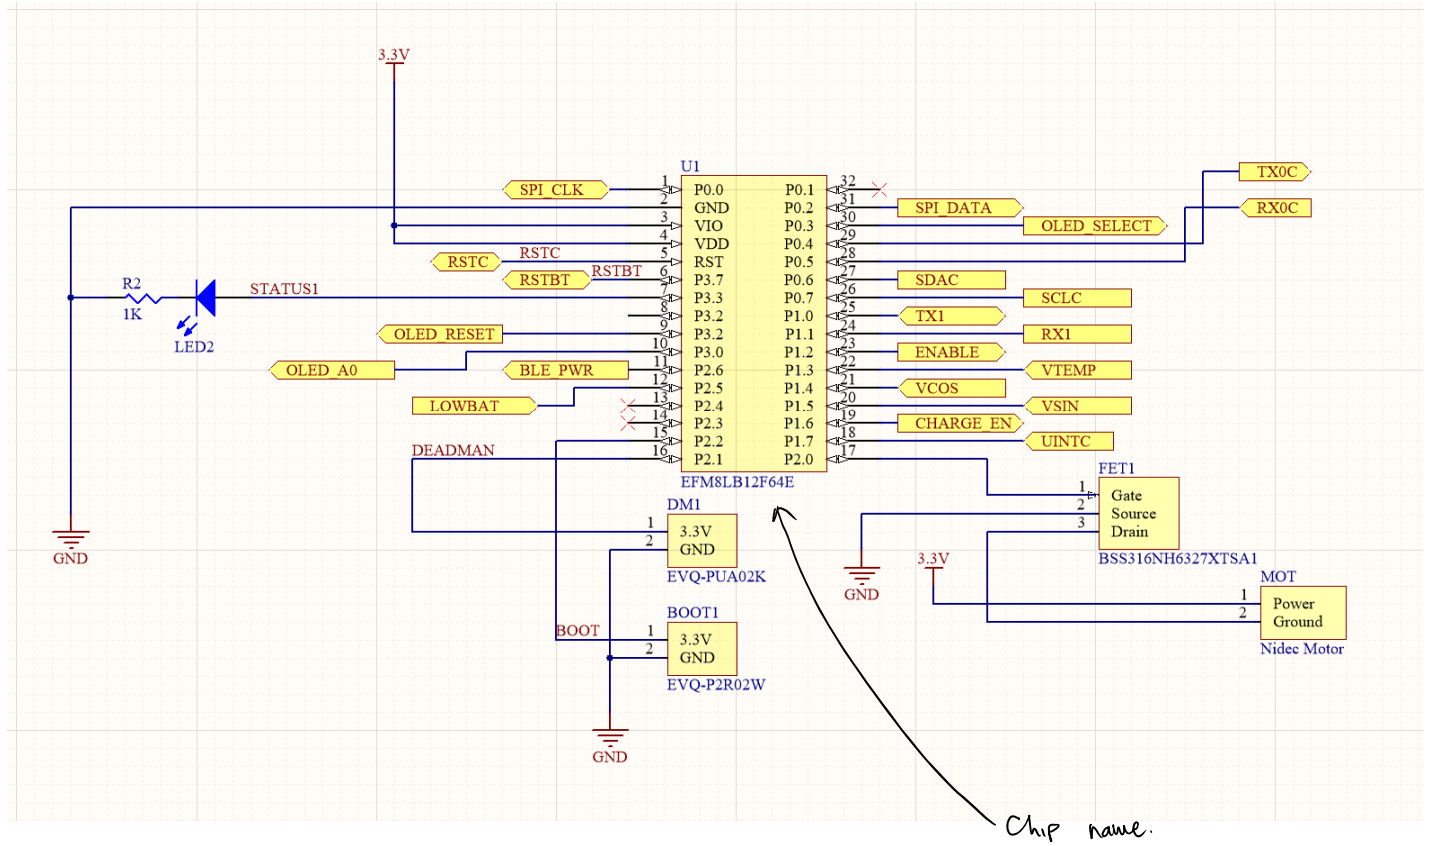 3.3V
U1
1 P0.0 P0.1 32
2 GND P0.2 31
3 VIO P0.3 30
4 VDD P0.4 29
5 RST P0.5 28
6 P3.7 P0.6 27
7 P3.3 P0.7 26
8 P3.2 P1.0 25
9 P3.2 P1.1 24
10 P3.0 P1.2 23
11 P2.6 P1.3 22
12 P2.5 P1.4 21
13 P2.4 P1.5 20
14 P2.3 P1.6 19
15 P2.2 P1.7 18
16 P2.1 P2.0 17
EFM8LB12F64E
SPI_CLK
RSTC RSTC
RSTBT RSTBT
R2
1K
LED2
STATUS1
OLED_RESET
OLED_A0
BLE_PWR
LOWBAT
DEADMAN
GND
TX0C
RX0C
SPI_DATA
OLED_SELECT
SDAC
SCLC
TX1
RX1
ENABLE
VTEMP
VCOS
VSIN
CHARGE_EN
UINTC
DM1
1 3.3V
2 GND
EVQ-PUA02K
BOOT1
BOOT 1 3.3V
2 GND
EVQ-P2R02W
GND
FET1
1 Gate
2 Source
3 Drain
BSS316NH6327XTSA1
GND
3.3V
MOT
1 Power
2 Ground
Nidec Motor
Chip name.